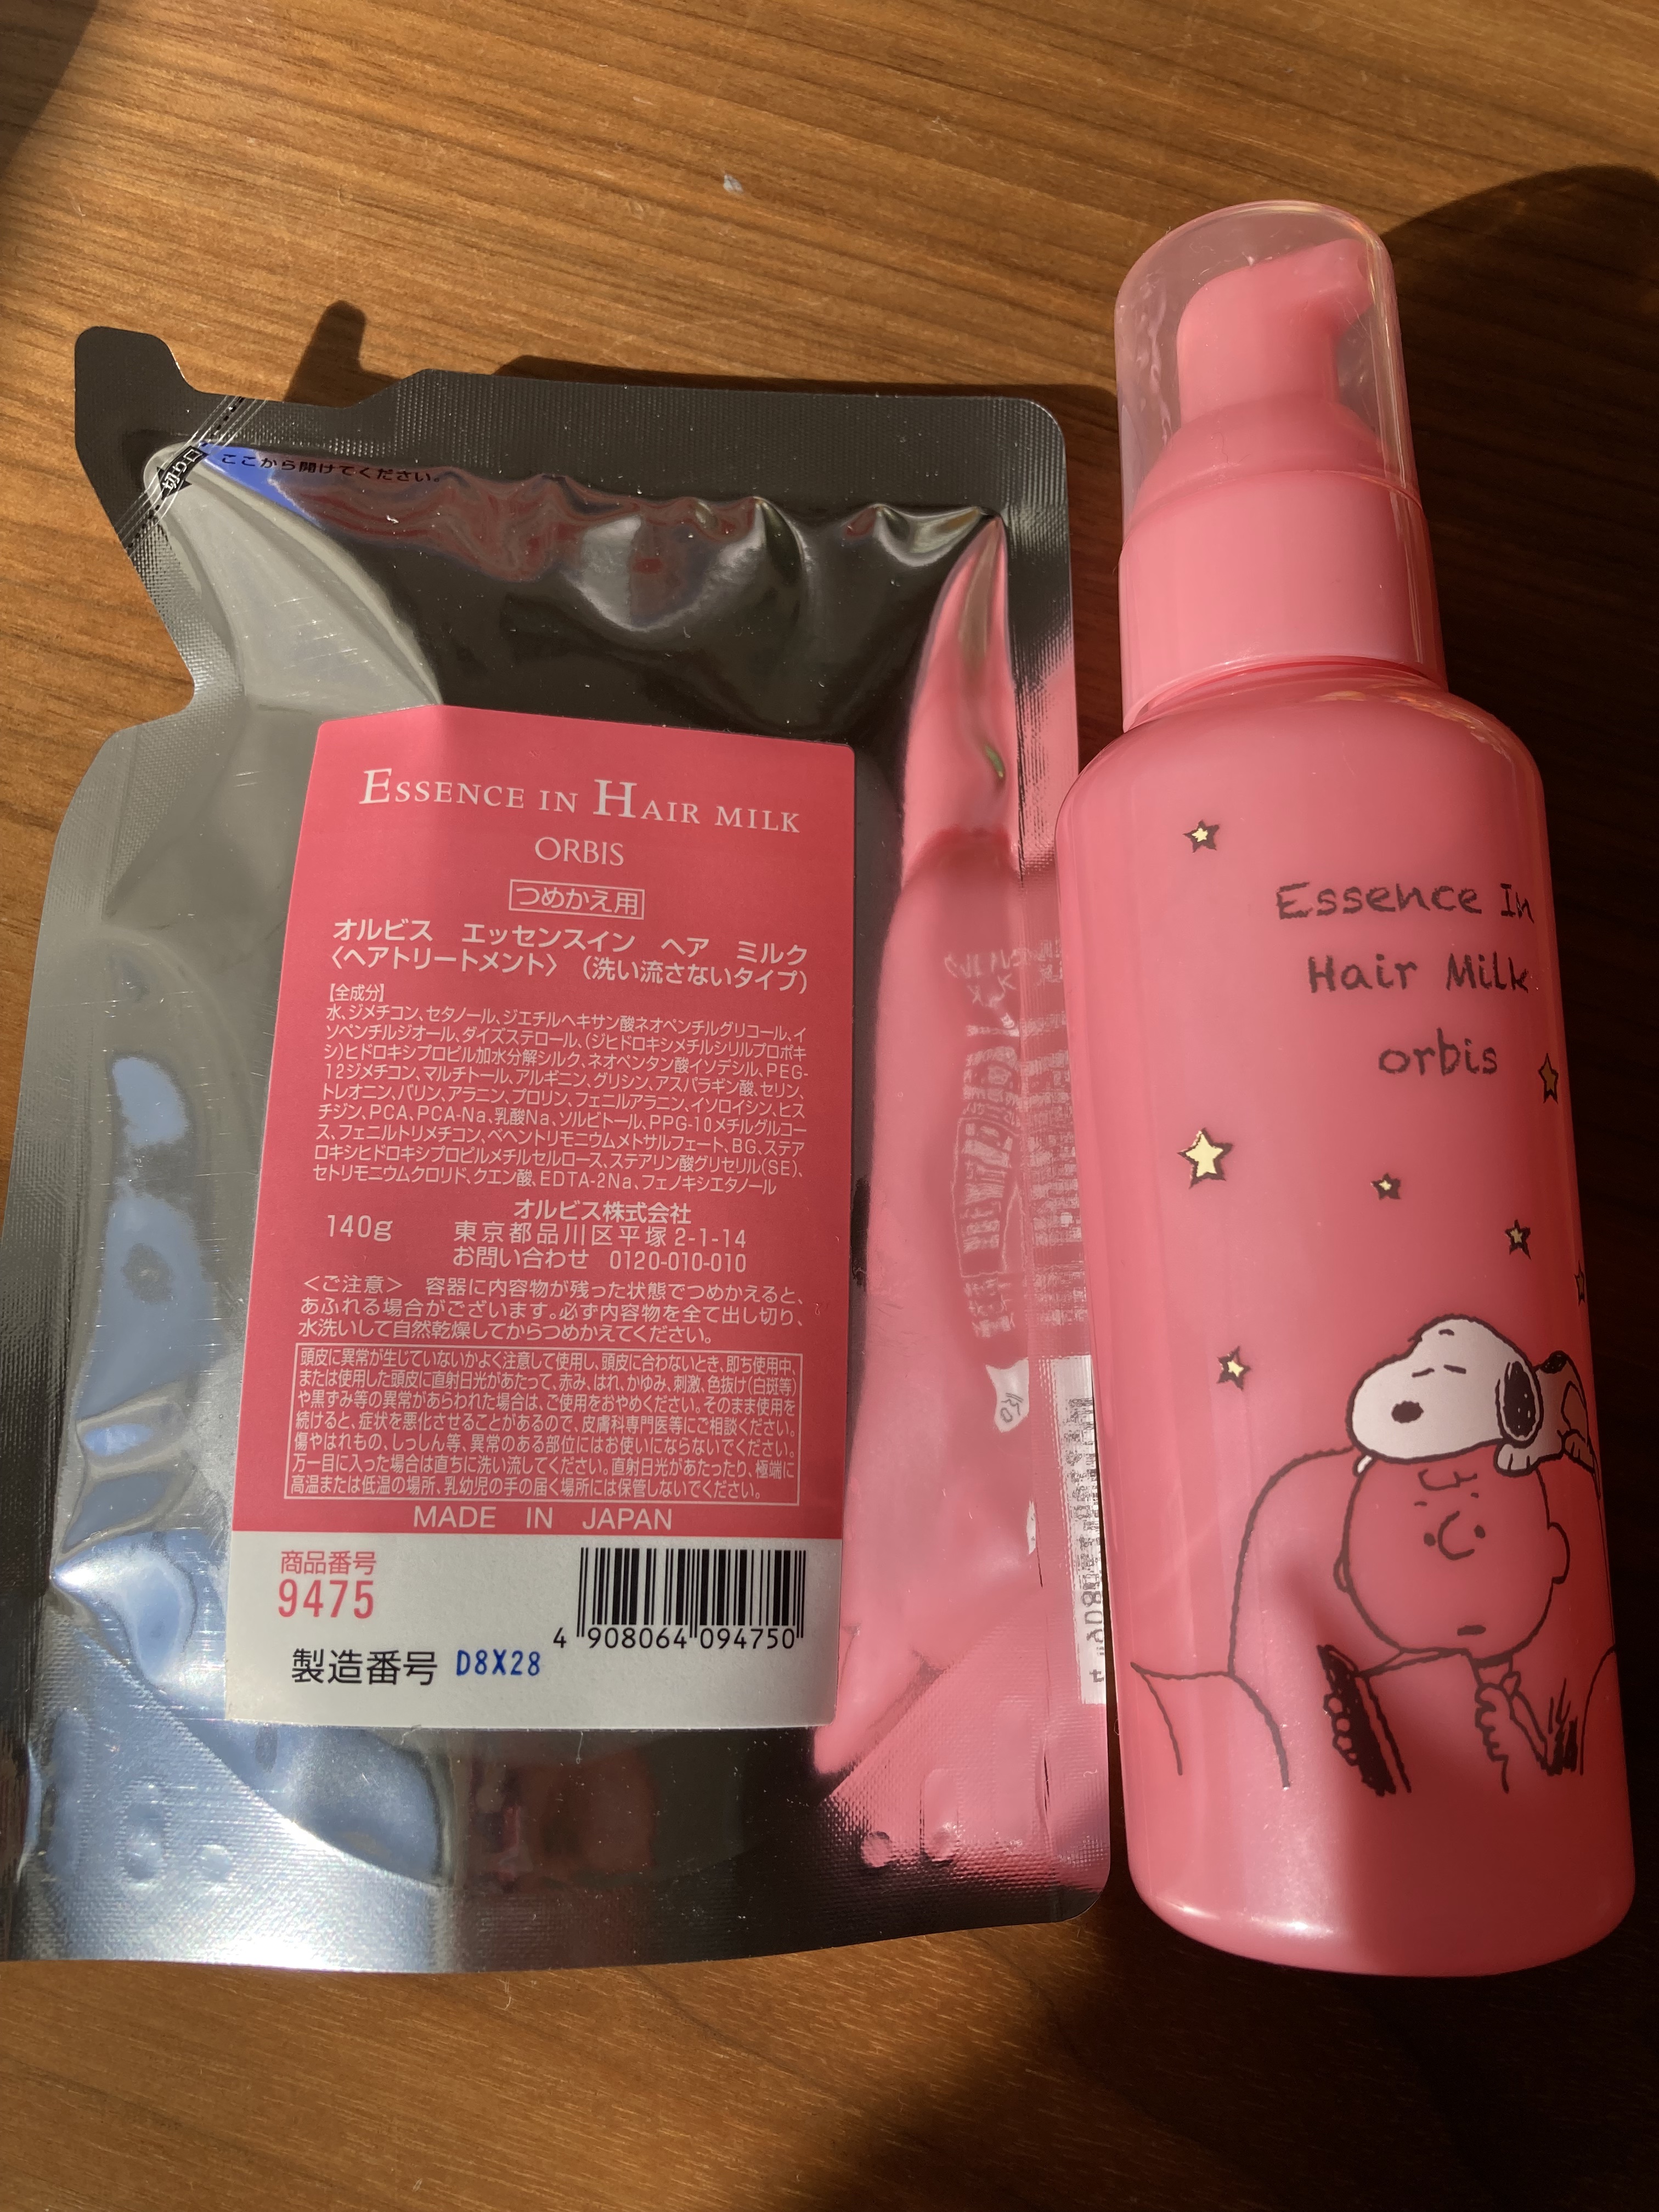 切り口
ここから開けてください。
ESSENCE IN HAIR MILK
ORBIS
つめかえ用
オルビス エッセンスイン ヘア ミルク
〈ヘアトリートメント〉(洗い流さないタイプ)
【全成分】
水、ジメチコン、セタノール、ジエチルヘキサン酸ネオペンチルグリコール、イ
ソペンチルジオール、ダイズステロール、(ジヒドロキシメチルシリルプロポキ
シ)ヒドロキシプロピル加水分解シルク、ネオペンタン酸イソデシル、PEG-
12ジメチコン、マルチトール、アルギニン、グリシン、アスパラギン酸、セリン、
トレオニン、バリン、アラニン、プロリン、フェニルアラニン、イソロイシン、ヒス
チジン、PCA、PCA-Na、乳酸Na、ソルビトール、PPG-10メチルグルコー
ス、フェニルトリメチコン、ベヘントリモニウムメトサルフェート、BG、ステア
ロキシヒドロキシプロピルメチルセルロース、ステアリン酸グリセリル(SE)、
セトリモニウムクロリド、クエン酸、EDTA-2Na、フェノキシエタノール
オルビス株式会社
140g 東京都品川区平塚2-1-14
お問い合わせ 0120-010-010
<ご注意> 容器に内容物が残った状態でつめかえると、
あふれる場合がございます。必ず内容物を全て出し切り、
水洗いして自然乾燥してからつめかえてください。
頭皮に異常が生じていないかよく注意して使用し、頭皮に合わないとき、即ち使用中、
または使用した頭皮に直射日光があたって、赤み、はれ、かゆみ、刺激、色抜け(白斑等)
や黒ずみ等の異常があらわれた場合は、ご使用をおやめください。そのまま使用を
続けると、症状を悪化させることがあるので、皮膚科専門医等にご相談ください。
傷やはれもの、しっしん等、異常のある部位にはお使いにならないでください。
万一目に入った場合は直ちに洗い流してください。直射日光があたったり、極端に
高温または低温の場所、乳幼児の手の届く場所には保管しないでください。
MADE IN JAPAN
商品番号
9475
4 908064 094750
製造番号 D8X28
Essence In
Hair Milk
orbis